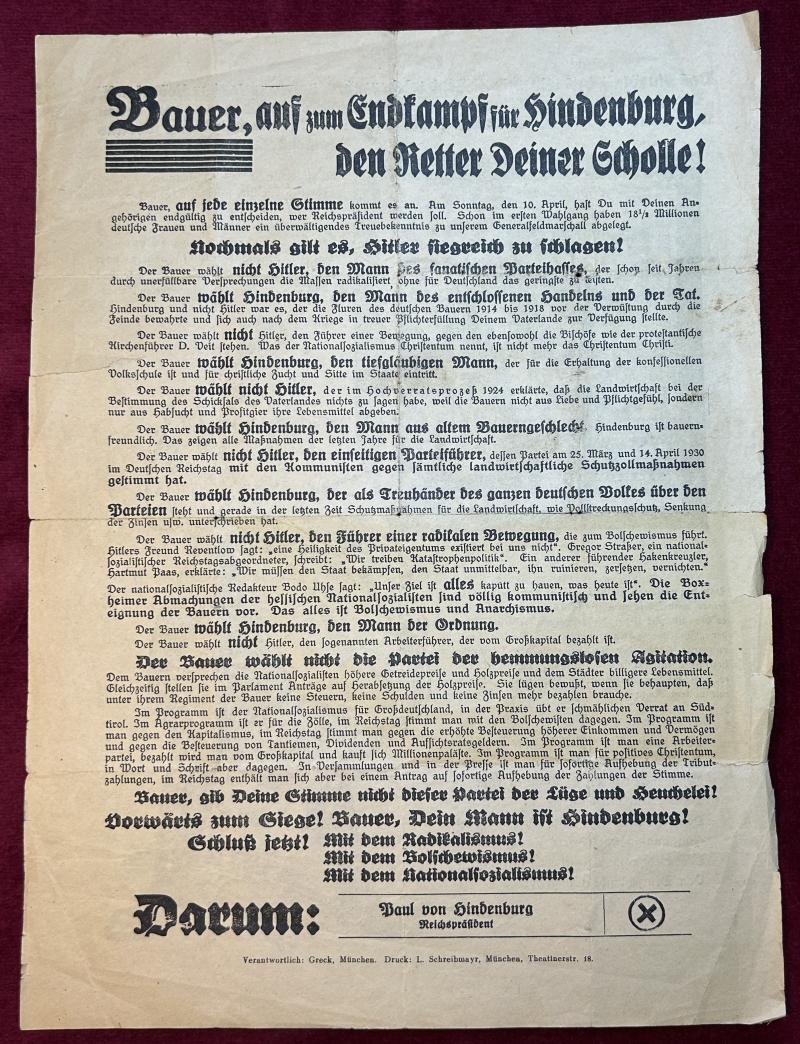 Bauer, auf zum Endkampf für Hindenburg,
den Retter Deiner Scholle!
Bauer, auf jede einzelne Stimme kommt es an. Am Sonntag, den 10. April, hast Du mit Deinen An-
gehörigen endgültig zu entscheiden, wer Reichspräsident werden soll. Schon im ersten Wahlgang haben 18½ Millionen
deutsche Frauen und Männer ein überwältigendes Treuebekenntnis zu unserem Generalfeldmarschall abgelegt.
Nochmals gilt es, Hitler siegreich zu schlagen!
Der Bauer wählt nicht Hitler, den Mann des fanatischen Parteihasses, der schon seit Jahren
durch unerfüllbare Versprechungen die Massen radikalisiert, ohne für Deutschland das geringste zu leisten.
Der Bauer wählt Hindenburg, den Mann des entschlossenen Handelns und der Tat.
Hindenburg und nicht Hitler war es, der die Fluren des deutschen Bauern 1914 bis 1918 vor der Verwüstung durch die
Feinde bewahrte und sich auch nach dem Kriege in treuer Pflichterfüllung Deinem Vaterlande zur Verfügung stellte.
Der Bauer wählt nicht Hitler, den Führer einer Bewegung, gegen den ebensowohl die Bischöfe wie der protestantische
Kirchenführer D. Veit stehen. Was der Nationalsozialismus Christentum nennt, ist nicht mehr das Christentum Christi.
Der Bauer wählt Hindenburg, den tiefgläubigen Mann, der für die Erhaltung der konfessionellen
Volksschule ist und für christliche Zucht und Sitte im Staate eintritt.
Der Bauer wählt nicht Hitler, der im Hochverratsprozeß 1924 erklärte, daß die Landwirtschaft bei der
Bestimmung des Schicksals des Vaterlandes nichts zu sagen habe, weil die Bauern nicht aus Liebe und Pflichtgefühl, sondern
nur aus Habsucht und Profitgier ihre Lebensmittel abgeben.
Der Bauer wählt Hindenburg, den Mann aus altem Bauerngeschlecht. Hindenburg ist bauern-
freundlich. Das zeigen alle Maßnahmen der letzten Jahre für die Landwirtschaft.
Der Bauer wählt nicht Hitler, den einseitigen Parteiführer, dessen Partei am 25. März und 14. April 1930
im Deutschen Reichstag mit den Kommunisten gegen sämtliche landwirtschaftliche Schutzzollmaßnahmen
gestimmt hat.
Der Bauer wählt Hindenburg, der als Treuhänder des ganzen deutschen Volkes über den
Parteien steht und gerade in der letzten Zeit Schutzmaßnahmen für die Landwirtschaft, wie Vollstreckungsschutz, Senkung
der Zinsen usw. unterschrieben hat.
Der Bauer wählt nicht Hitler, den Führer einer radikalen Bewegung, die zum Bolschewismus führt.
Hitlers Freund Reventlow sagt: „eine Heiligkeit des Privateigentums existiert bei uns nicht“. Gregor Straßer, ein national-
sozialistischer Reichstagsabgeordneter, schreibt: „Wir treiben Katastrophenpolitik“. Ein anderer führender Hakenkreuzler,
Hartmut Paas, erklärte: „Wir müssen den Staat bekämpfen, den Staat unmittelbar, ihn ruinieren, zersetzen, vernichten.“
Der nationalsozialistische Redakteur Bodo Uhse sagt: „Unser Ziel ist alles kaputt zu hauen, was heute ist“. Die Box-
heimer Abmachungen der hessischen Nationalsozialisten sind völlig kommunistisch und sehen die Ent-
eignung der Bauern vor. Das alles ist Bolschewismus und Anarchismus.
Der Bauer wählt Hindenburg, den Mann der Ordnung.
Der Bauer wählt nicht Hitler, den sogenannten Arbeiterführer, der vom Großkapital bezahlt ist.
Der Bauer wählt nicht die Partei der hemmungslosen Agitation.
Dem Bauern versprechen die Nationalsozialisten höhere Getreidepreise und Holzpreise und dem Städter billigere Lebensmittel.
Gleichzeitig stellen sie im Parlament Anträge auf Herabsetzung der Holzpreise. Sie lügen bewußt, wenn sie behaupten, daß
unter ihrem Regiment der Bauer keine Steuern, keine Schulden und keine Zinsen mehr bezahlen brauche.
Im Programm ist der Nationalsozialismus für Großdeutschland, in der Praxis übt er schmählichen Verrat an Süd-
tirol. Im Agrarprogramm ist er für die Zölle, im Reichstag stimmt man mit den Bolschewisten dagegen. Im Programm ist
man gegen den Kapitalismus, im Reichstag stimmt man gegen die erhöhte Besteuerung höherer Einkommen und Vermögen
und gegen die Besteuerung von Tantiemen, Dividenden und Aufsichtsratsgeldern. Im Programm ist man eine Arbeiter-
partei, bezahlt wird man vom Großkapital und kauft sich Millionenpaläste. Im Programm ist man für positives Christentum,
in Wort und Schrift aber dagegen. In Versammlungen und in der Presse ist man für sofortige Aufhebung der Tribut-
zahlungen, im Reichstag enthält man sich aber bei einem Antrag auf sofortige Aufhebung der Zahlungen der Stimme.
Bauer, gib Deine Stimme nicht dieser Partei der Lüge und Heuchelei!
Vorwärts zum Siege! Bauer, Dein Mann ist Hindenburg!
Schluß jetzt! Mit dem Radikalismus!
Mit dem Bolschewismus!
Mit dem Nationalsozialismus!
Darum: Paul von Hindenburg
Reichspräsident
Verantwortlich: Greck, München. Druck: L. Schreibmayr, München, Theatinerstr. 18.